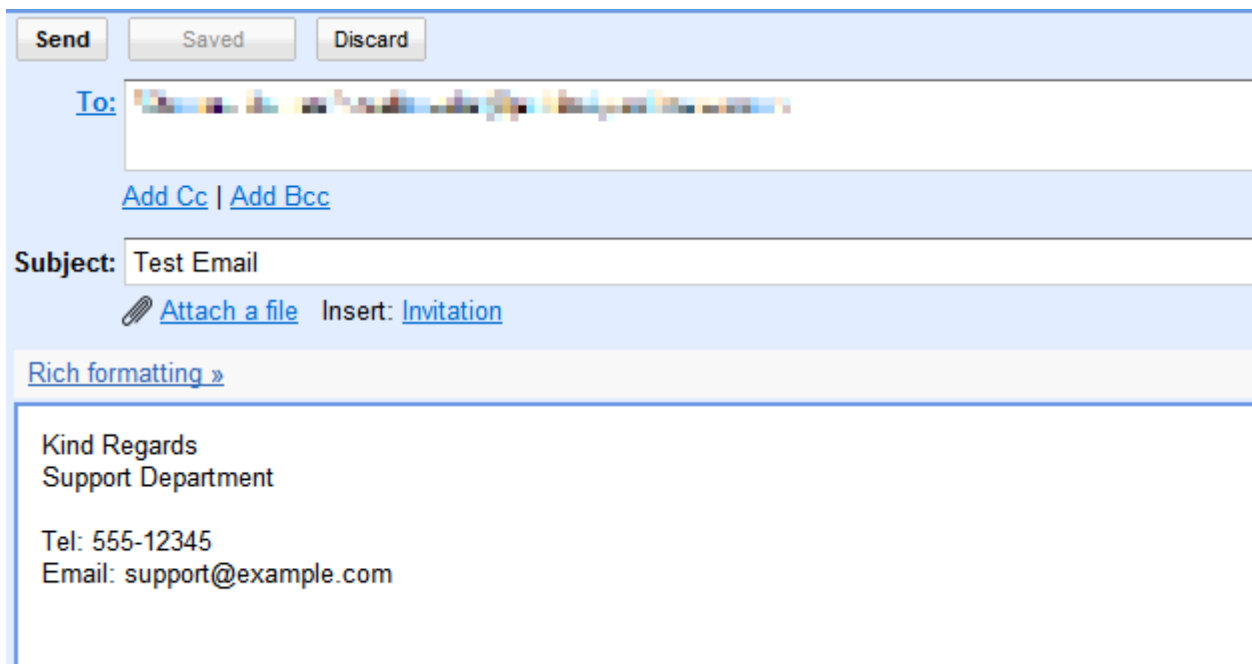 Send Saved Discard
To:
Add Cc | Add Bcc
Subject: Test Email
Attach a file Insert: Invitation
Rich formatting »
Kind Regards
Support Department
Tel: 555-12345
Email: support@example.com